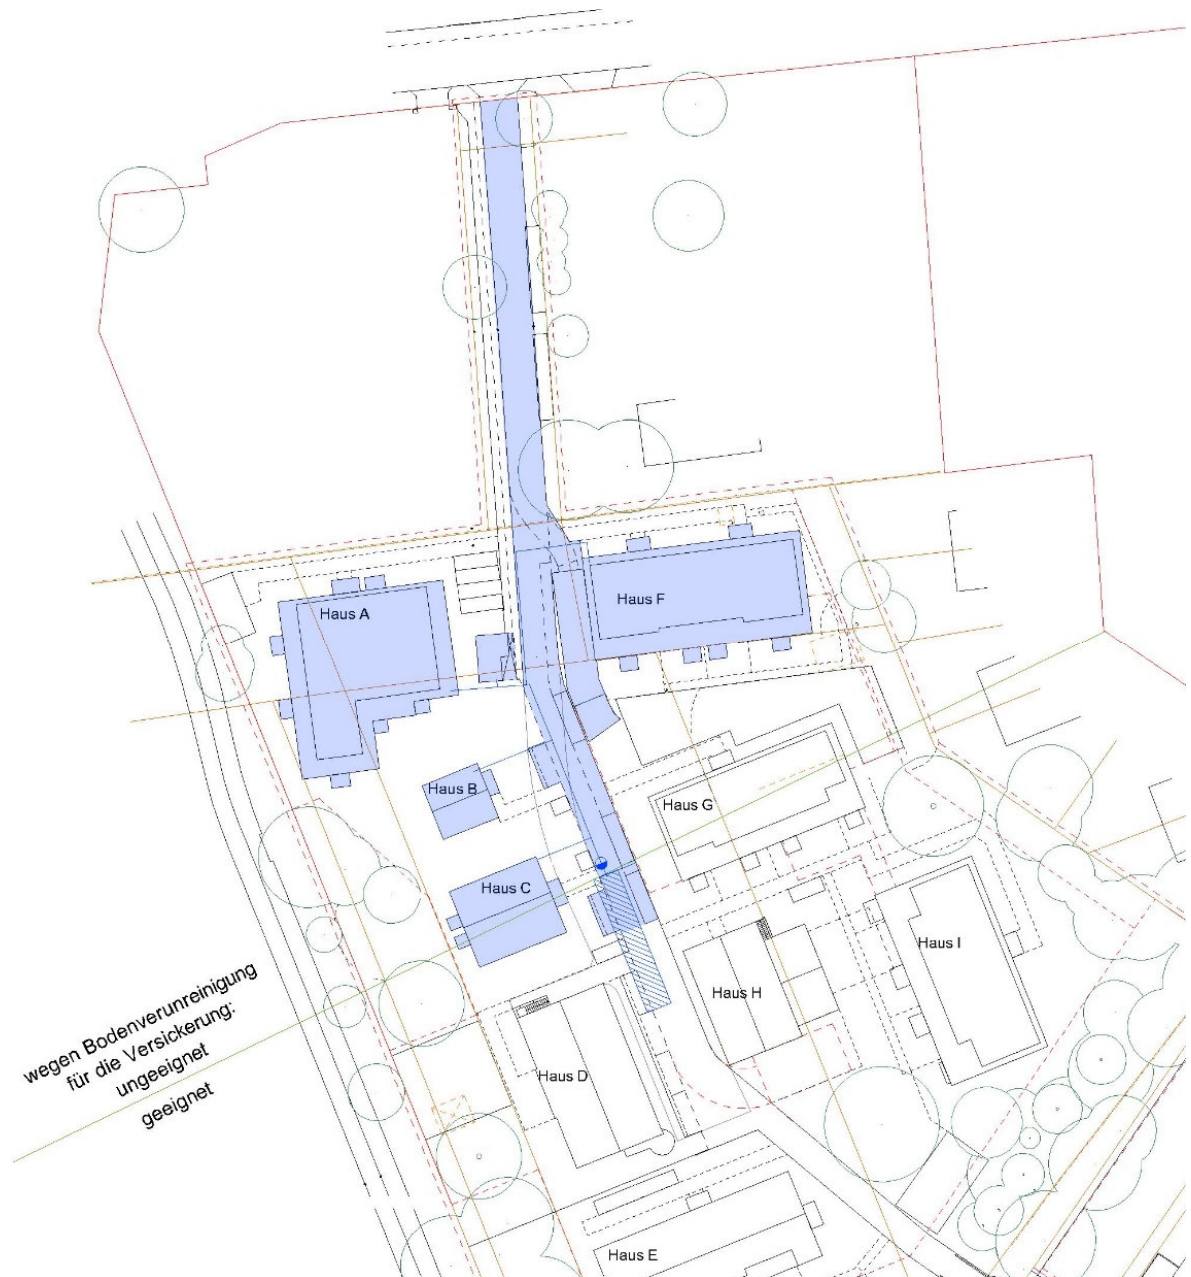 Haus A
Haus F
Haus B
Haus G
Haus C
Haus I
Haus H
wegen Bodenverunreinigung
für die Versickerung:
ungeeignet
geeignet
Haus D
Haus E